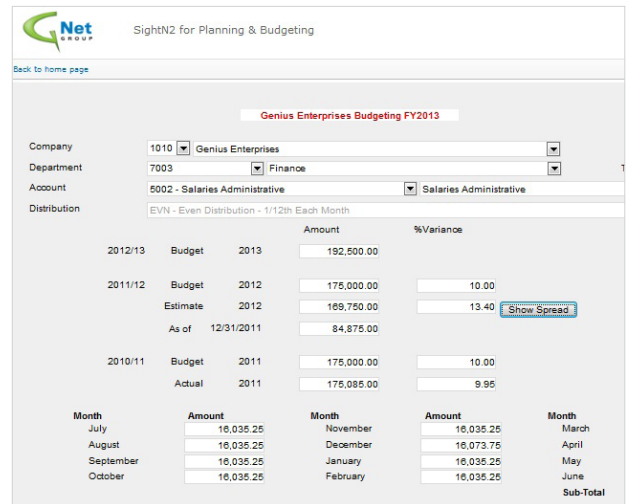 Net
GROUP
SightN2 for Planning & Budgeting
Back to home page
Genius Enterprises Budgeting FY2013
Company 1010 Genius Enterprises
Department 7003 Finance T
Account 5002 - Salaries Administrative Salaries Administrative
Distribution EVN - Even Distribution - 1/12th Each Month
Amount %Variance
2012/13 Budget 2013 192,500.00
2011/12 Budget 2012 175,000.00 10.00
Estimate 2012 169,750.00 13.40 Show Spread
As of 12/31/2011 84,875.00
2010/11 Budget 2011 175,000.00 10.00
Actual 2011 175,085.00 9.95
Month Amount Month Amount Month
July 16,035.25 November 16,035.25 March
August 16,035.25 December 16,073.75 April
September 16,035.25 January 16,035.25 May
October 16,035.25 February 16,035.25 June
Sub-Total